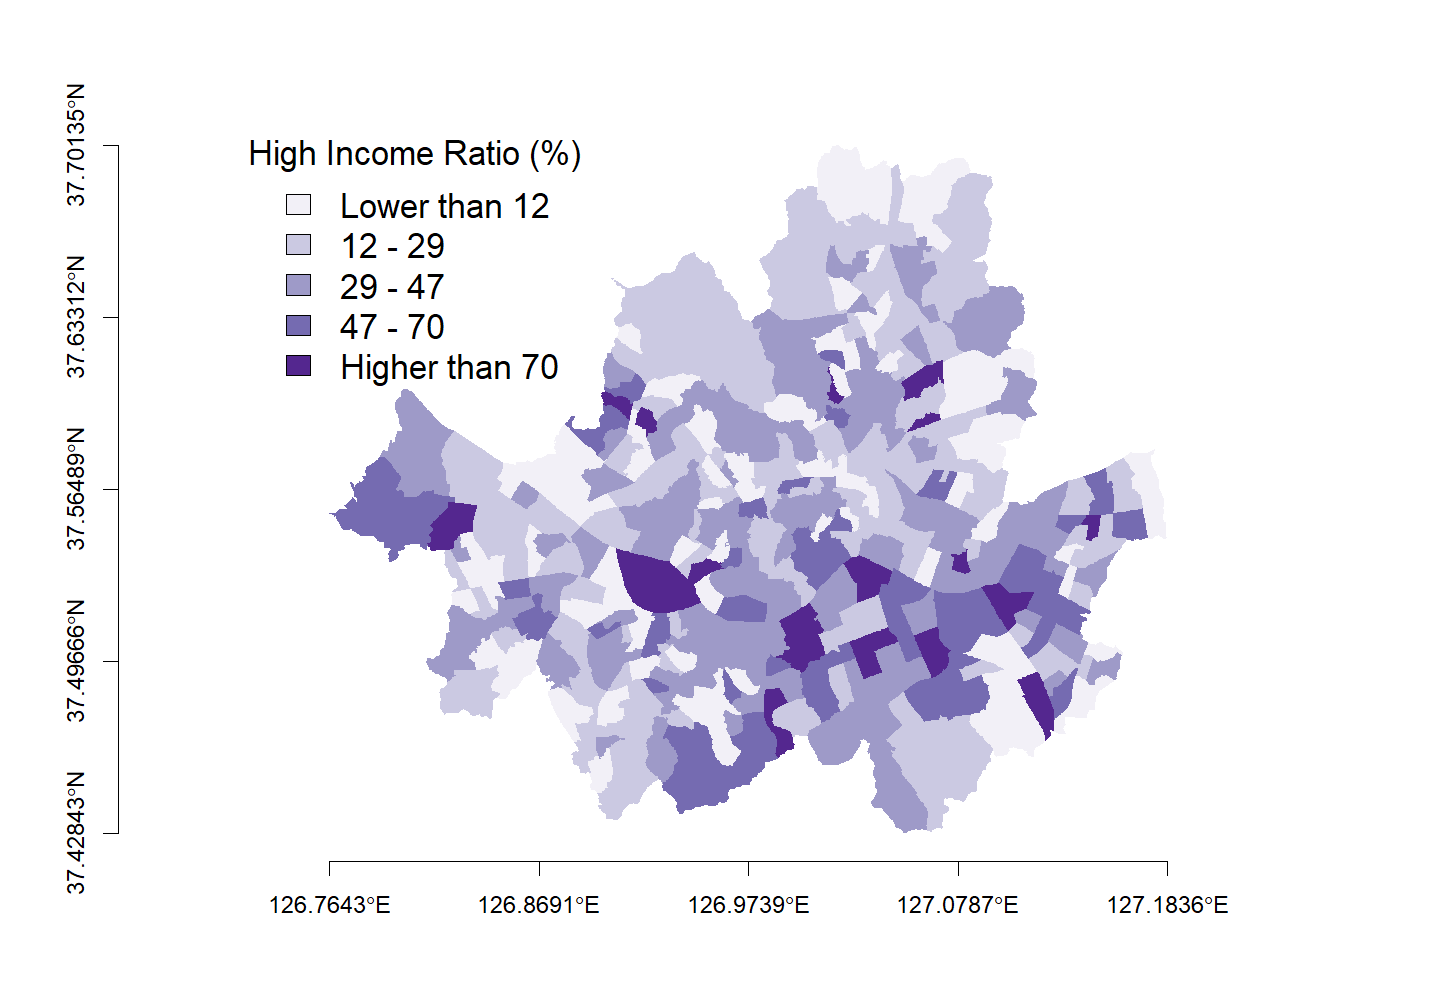 High Income Ratio (%)
Lower than 12
12 - 29
29 - 47
47 - 70
Higher than 70
37.70135°N
37.63312°N
37.56489°N
37.49666°N
37.42843°N
126.7643°E
126.8691°E
126.9739°E
127.0787°E
127.1836°E